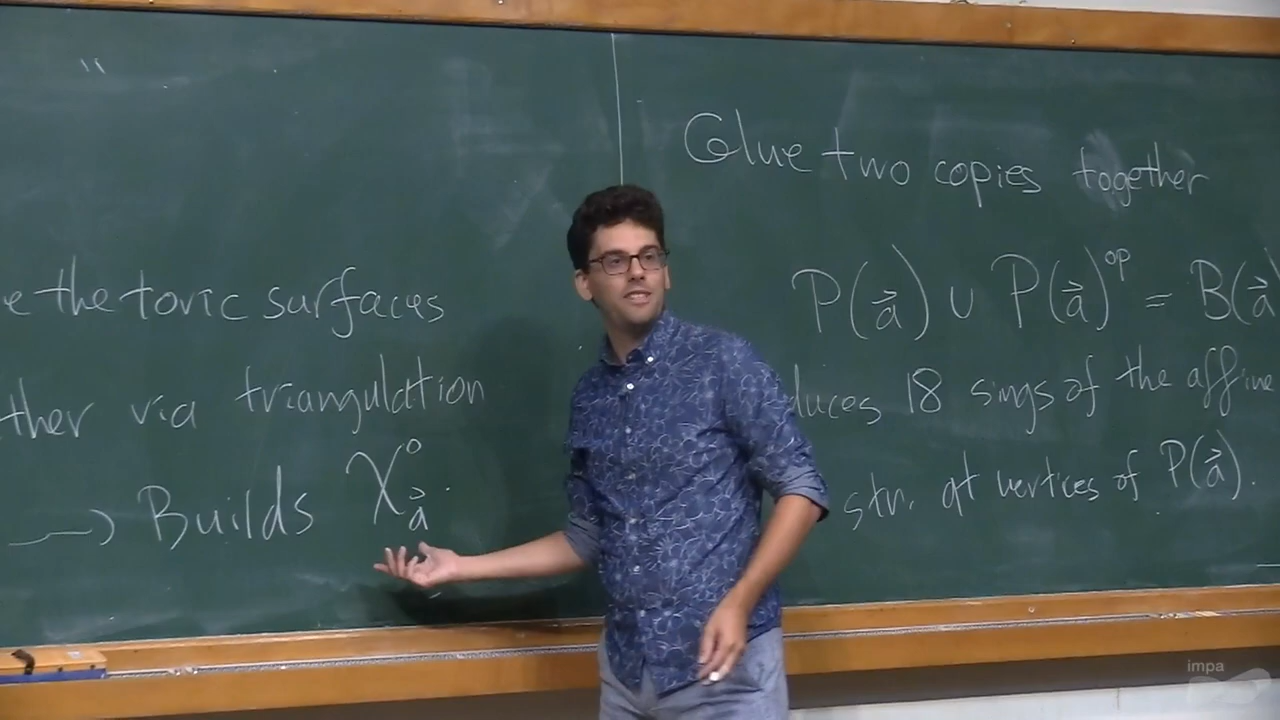 e the toric surfaces
ther via triangulation
→ Builds X°_a⃗.
Glue two copies together
P(a⃗) ∪ P(a⃗)^op = B(a⃗)
duces 18 sings of the affine
str. at vertices of P(a⃗).
impa